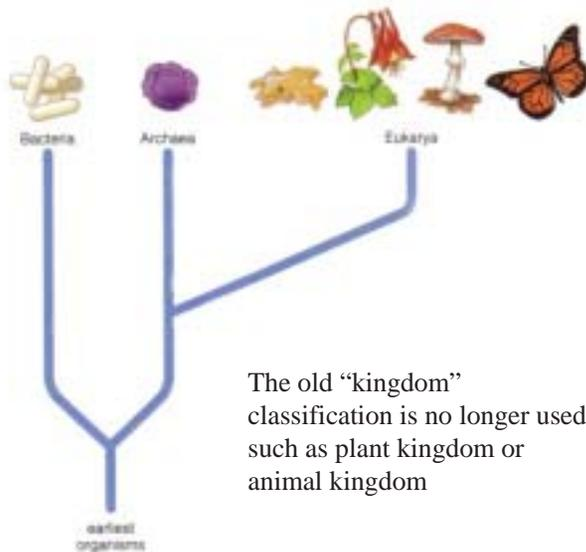 Bacteria
Archaea
Eukarya
The old “kingdom”
classification is no longer used
such as plant kingdom or
animal kingdom
earliest
organisms